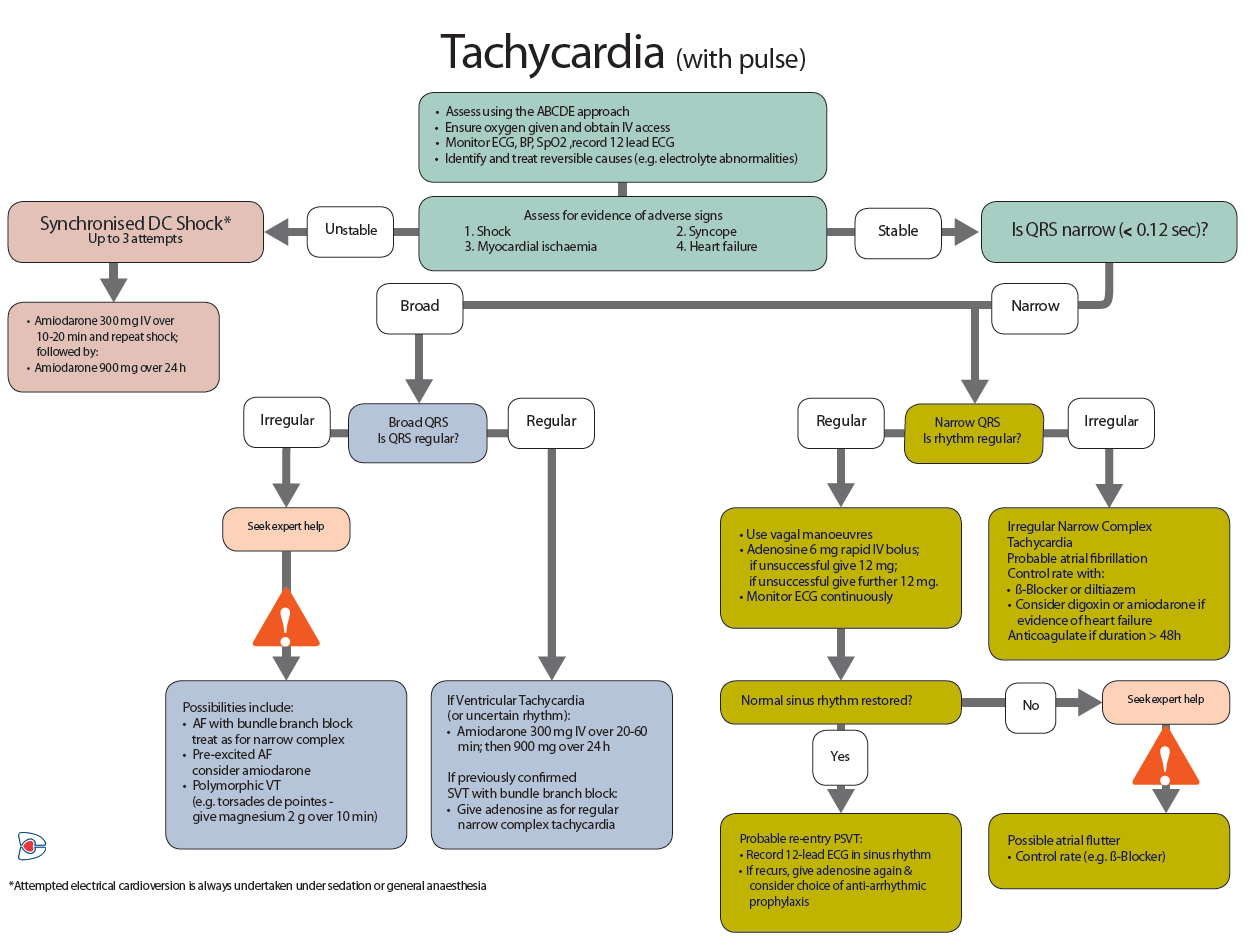 Tachycardia (with pulse)
• Assess using the ABCDE approach
• Ensure oxygen given and obtain IV access
• Monitor ECG, BP, SpO2 ,record 12 lead ECG
• Identify and treat reversible causes (e.g. electrolyte abnormalities)
Synchronised DC Shock*
Up to 3 attempts
Unstable
Assess for evidence of adverse signs
1. Shock 2. Syncope
3. Myocardial ischaemia 4. Heart failure
Stable
Is QRS narrow (< 0.12 sec)?
• Amiodarone 300 mg IV over
10-20 min and repeat shock;
followed by:
• Amiodarone 900 mg over 24 h
Broad
Narrow
Irregular
Broad QRS
Is QRS regular?
Regular
Regular
Narrow QRS
Is rhythm regular?
Irregular
Seek expert help
!
Possibilities include:
• AF with bundle branch block
treat as for narrow complex
• Pre-excited AF
consider amiodarone
• Polymorphic VT
(e.g. torsades de pointes -
give magnesium 2 g over 10 min)
If Ventricular Tachycardia
(or uncertain rhythm):
• Amiodarone 300 mg IV over 20-60
min; then 900 mg over 24 h
If previously confirmed
SVT with bundle branch block:
• Give adenosine as for regular
narrow complex tachycardia
• Use vagal manoeuvres
• Adenosine 6 mg rapid IV bolus;
if unsuccessful give 12 mg;
if unsuccessful give further 12 mg.
• Monitor ECG continuously
Irregular Narrow Complex
Tachycardia
Probable atrial fibrillation
Control rate with:
• ß-Blocker or diltiazem
• Consider digoxin or amiodarone if
evidence of heart failure
Anticoagulate if duration > 48h
Normal sinus rhythm restored?
No
Seek expert help
!
Yes
Probable re-entry PSVT:
• Record 12-lead ECG in sinus rhythm
• If recurs, give adenosine again &
consider choice of anti-arrhythmic
prophylaxis
Possible atrial flutter
• Control rate (e.g. ß-Blocker)
*Attempted electrical cardioversion is always undertaken under sedation or general anaesthesia